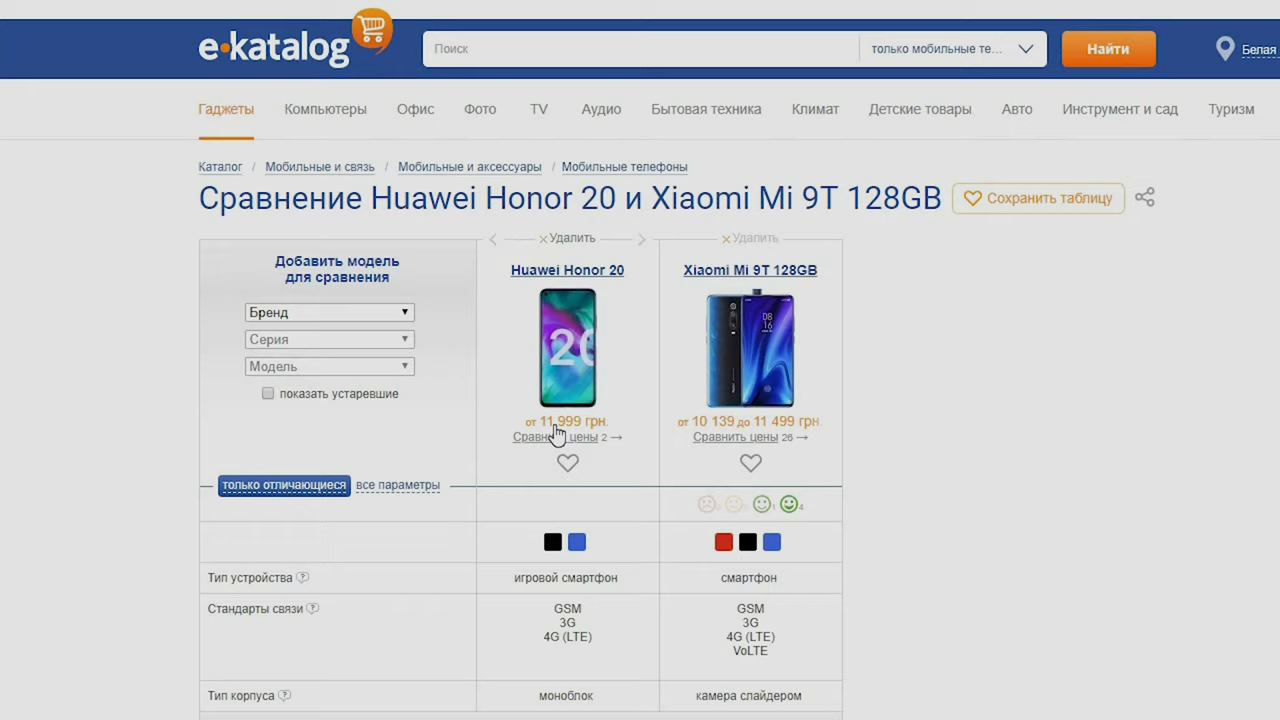 e•katalog
Поиск
только мобильные те...
Найти
Белая
Гаджеты Компьютеры Офис Фото TV Аудио Бытовая техника Климат Детские товары Авто Инструмент и сад Туризм
Каталог / Мобильные и связь / Мобильные и аксессуары / Мобильные телефоны
Сравнение Huawei Honor 20 и Xiaomi Mi 9T 128GB
Сохранить таблицу
Удалить
Удалить
Добавить модель
для сравнения
Бренд
Серия
Модель
показать устаревшие
Huawei Honor 20
20
от 11 999 грн.
цены 2 →
Xiaomi Mi 9T 128GB
08
16
от 10 139 до 11 499 грн.
Сравнить цены 26 →
только отличающиеся все параметры
1 4
Тип устройства ? игровой смартфон смартфон
Стандарты связи ?
GSM
3G
4G (LTE)
GSM
3G
4G (LTE)
VoLTE
Тип корпуса ? моноблок камера слайдером